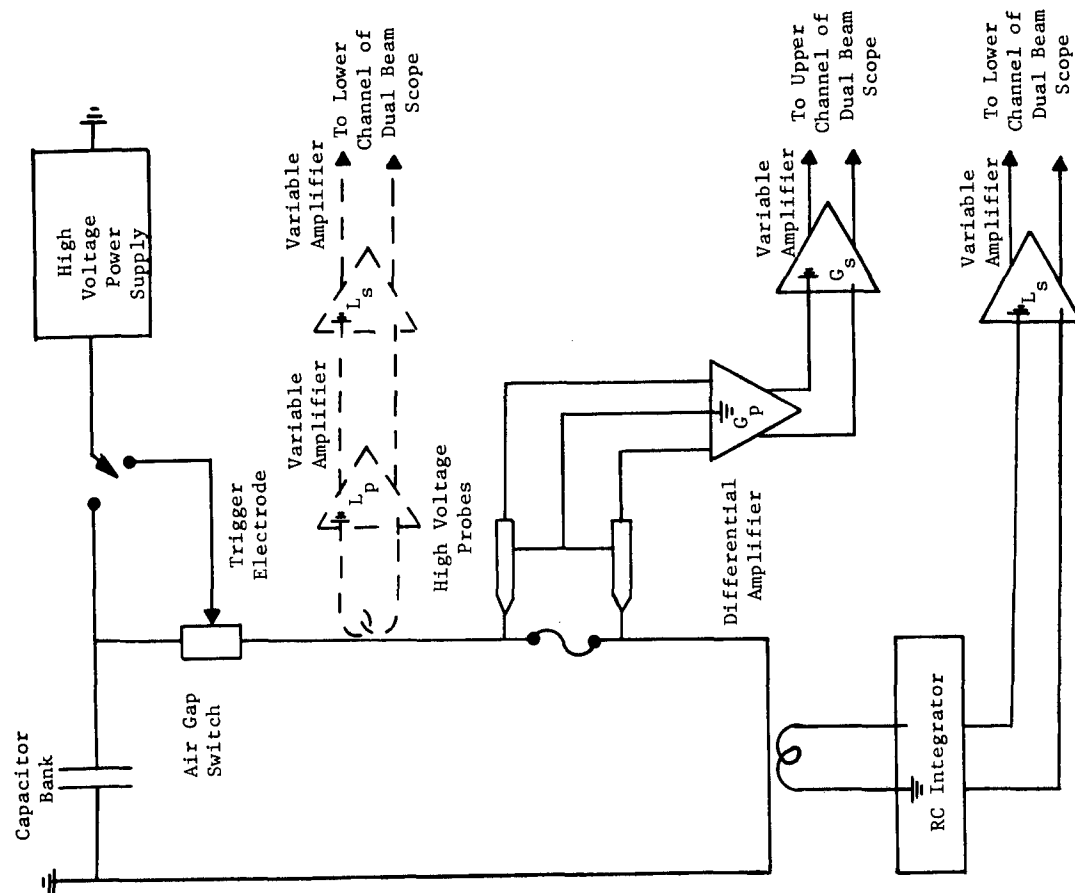 High
Voltage
Power
Supply
To Lower
Channel of
Dual Beam
Scope
Variable
Amplifier
L_s
Variable
Amplifier
L_p
Trigger
Electrode
High Voltage
Probes
To Upper
Channel of
Dual Beam
Scope
Variable
Amplifier
G_s
G_p
Differential
Amplifier
To Lower
Channel of
Dual Beam
Scope
Variable
Amplifier
L_s
Capacitor
Bank
Air Gap
Switch
RC Integrator